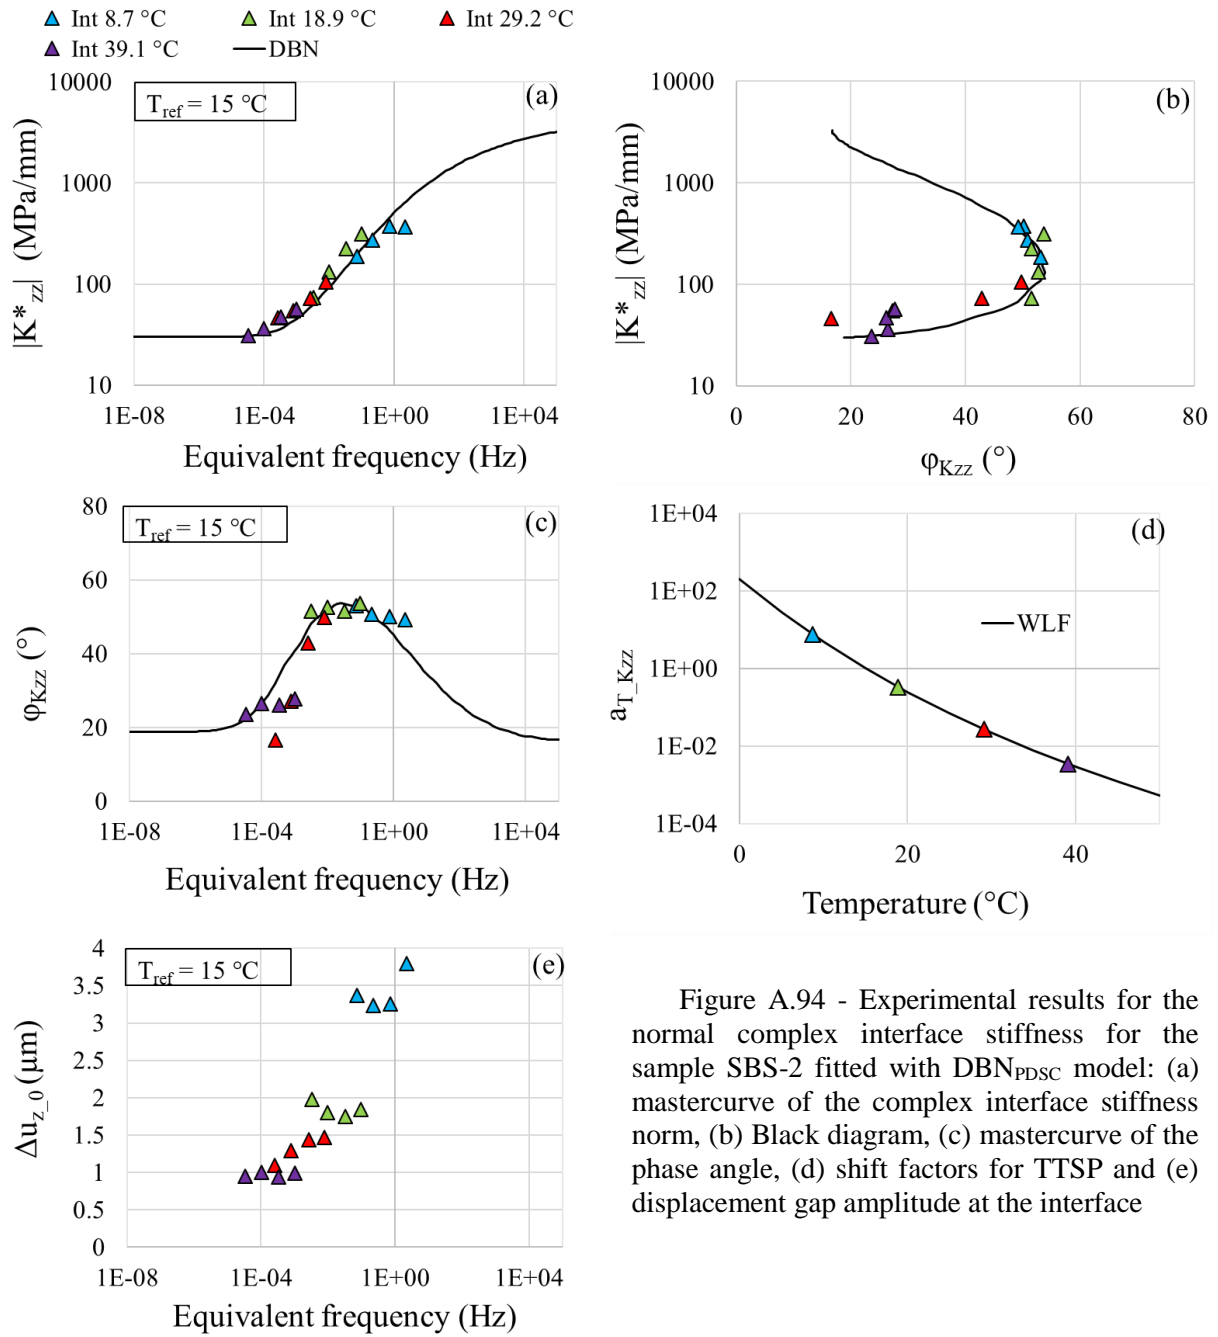 Int 8.7 °C Int 18.9 °C Int 29.2 °C
Int 39.1 °C DBN
(a)
T_ref = 15 °C
|K*_zz| (MPa/mm)
10000
1000
100
10
1E-08 1E-04 1E+00 1E+04
Equivalent frequency (Hz)
(b)
|K*_zz| (MPa/mm)
10000
1000
100
10
0 20 40 60 80
φ_Kzz (°)
(c)
T_ref = 15 °C
φ_Kzz (°)
80
60
40
20
0
1E-08 1E-04 1E+00 1E+04
Equivalent frequency (Hz)
(d)
a_T_Kzz
1E+04
1E+02
1E+00
1E-02
1E-04
WLF
0 20 40
Temperature (°C)
(e)
T_ref = 15 °C
Δu_z_0 (μm)
4
3.5
3
2.5
2
1.5
1
0.5
0
1E-08 1E-04 1E+00 1E+04
Equivalent frequency (Hz)
Figure A.94 - Experimental results for the
normal complex interface stiffness for the
sample SBS-2 fitted with DBN_PDSC model: (a)
mastercurve of the complex interface stiffness
norm, (b) Black diagram, (c) mastercurve of the
phase angle, (d) shift factors for TTSP and (e)
displacement gap amplitude at the interface